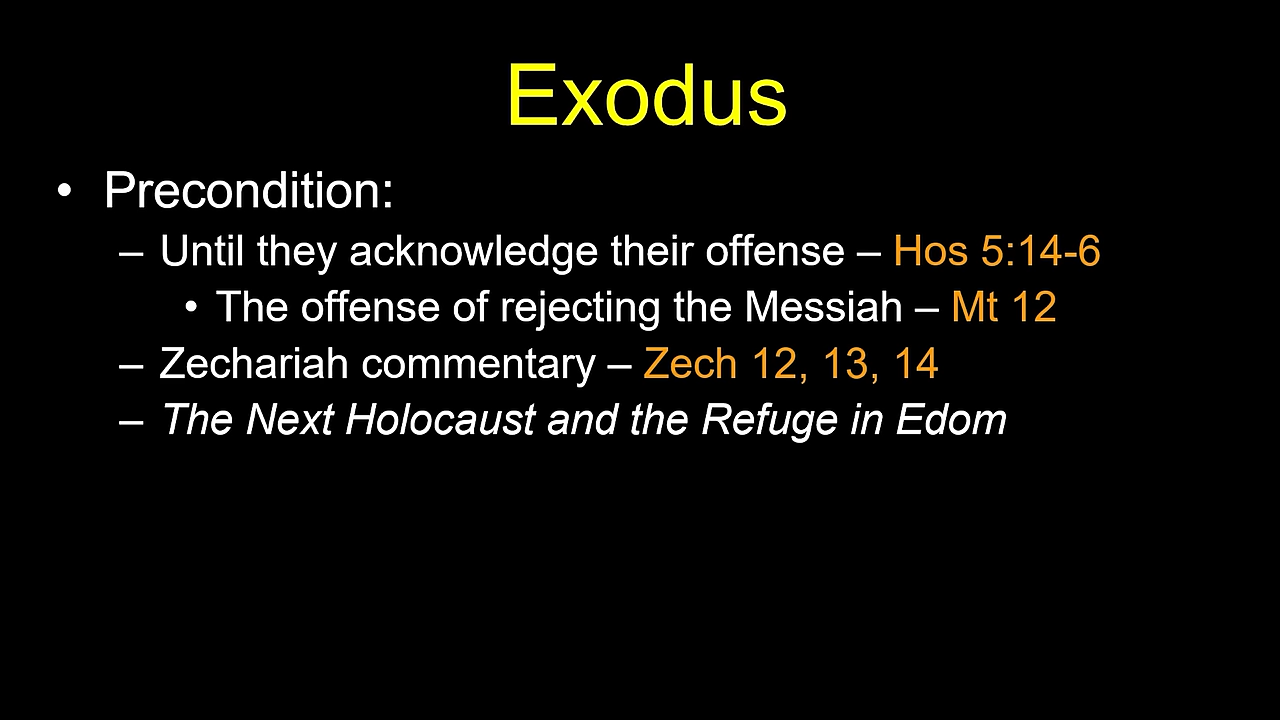 Exodus
• Precondition:
– Until they acknowledge their offense – Hos 5:14-6
• The offense of rejecting the Messiah – Mt 12
– Zechariah commentary – Zech 12, 13, 14
– The Next Holocaust and the Refuge in Edom